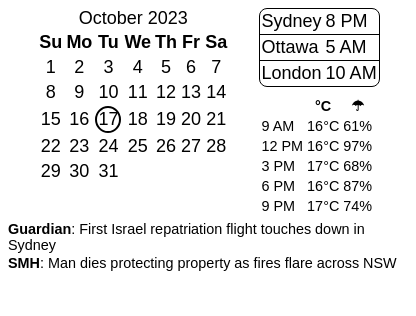 October 2023
Su Mo Tu We Th Fr Sa
1 2 3 4 5 6 7
8 9 10 11 12 13 14
15 16 17 18 19 20 21
22 23 24 25 26 27 28
29 30 31
Sydney 8 PM
Ottawa 5 AM
London 10 AM
°C ☂
9 AM 16°C 61%
12 PM 16°C 97%
3 PM 17°C 68%
6 PM 16°C 87%
9 PM 17°C 74%
Guardian: First Israel repatriation flight touches down in
Sydney
SMH: Man dies protecting property as fires flare across NSW